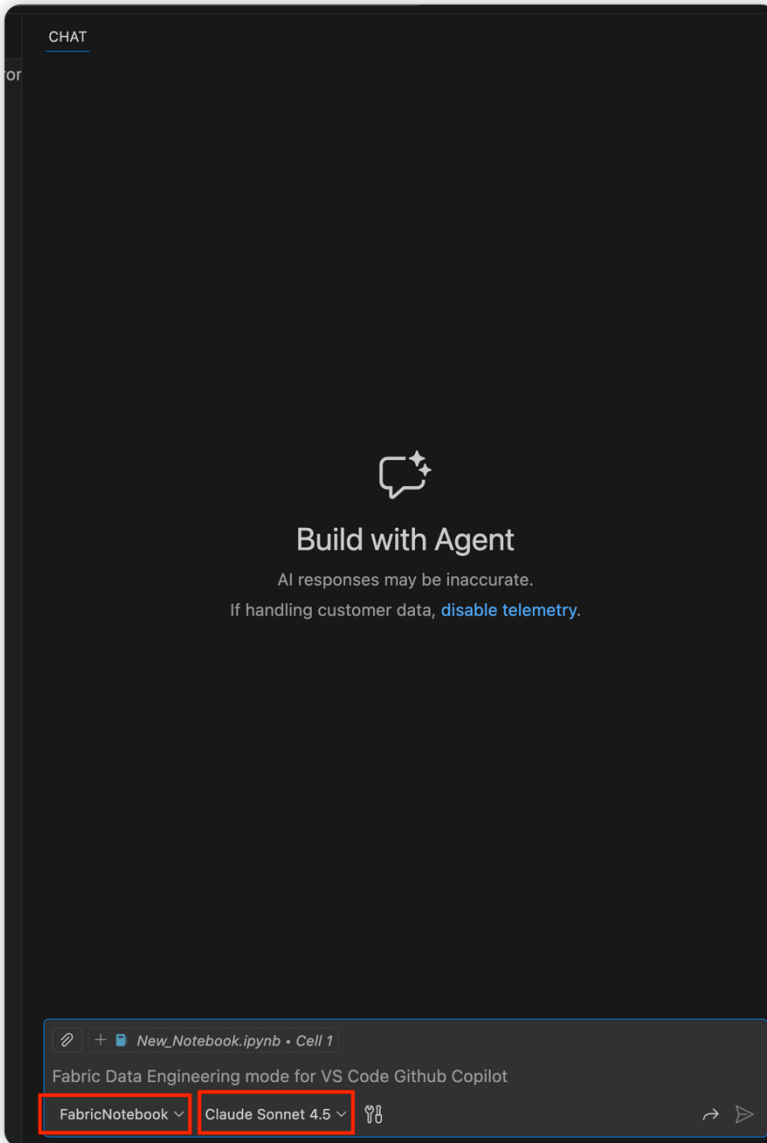 CHAT
ror
Build with Agent
AI responses may be inaccurate.
If handling customer data, disable telemetry.
New_Notebook.ipynb • Cell 1
Fabric Data Engineering mode for VS Code Github Copilot
FabricNotebook Claude Sonnet 4.5